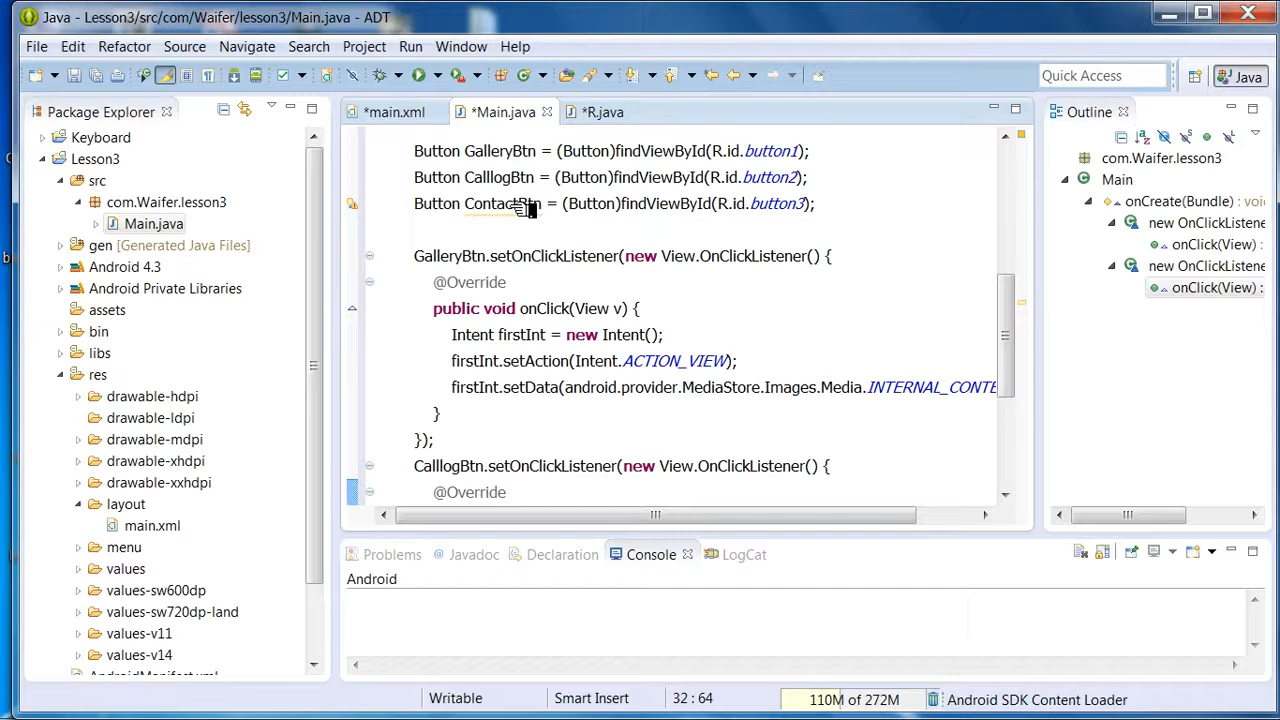 Java - Lesson3/src/com/Waifer/lesson3/Main.java - ADT
File Edit Refactor Source Navigate Search Project Run Window Help
Quick Access
Java
Package Explorer
Keyboard
Lesson3
src
com.Waifer.lesson3
Main.java
gen [Generated Java Files]
Android 4.3
Android Private Libraries
assets
bin
libs
res
drawable-hdpi
drawable-ldpi
drawable-mdpi
drawable-xhdpi
drawable-xxhdpi
layout
main.xml
menu
values
values-sw600dp
values-sw720dp-land
values-v11
values-v14
AndroidManifest.xml
*main.xml *Main.java *R.java
Button GalleryBtn = (Button)findViewById(R.id.button1);
Button CalllogBtn = (Button)findViewById(R.id.button2);
Button ContactBtn = (Button)findViewById(R.id.button3);
GalleryBtn.setOnClickListener(new View.OnClickListener() {
@Override
public void onClick(View v) {
Intent firstInt = new Intent();
firstInt.setAction(Intent.ACTION_VIEW);
firstInt.setData(android.provider.MediaStore.Images.Media.INTERNAL_CONTE
}
});
CalllogBtn.setOnClickListener(new View.OnClickListener() {
@Override
Outline
com.Waifer.lesson3
Main
onCreate(Bundle) : void
new OnClickListene
onClick(View) :
new OnClickListene
onClick(View) :
Problems Javadoc Declaration Console LogCat
Android
Writable Smart Insert 32 : 64 110M of 272M Android SDK Content Loader